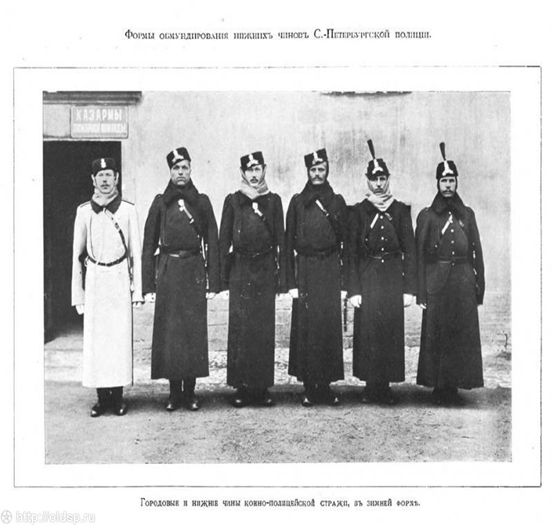 Формы обмундированія нижнихъ чиновъ С.-Петербургской полиціи.
КАЗАРМЫ
Городовые и нижніе чины конно-полицейской стражи, въ зимней формѣ.
http://oldsp.ru/